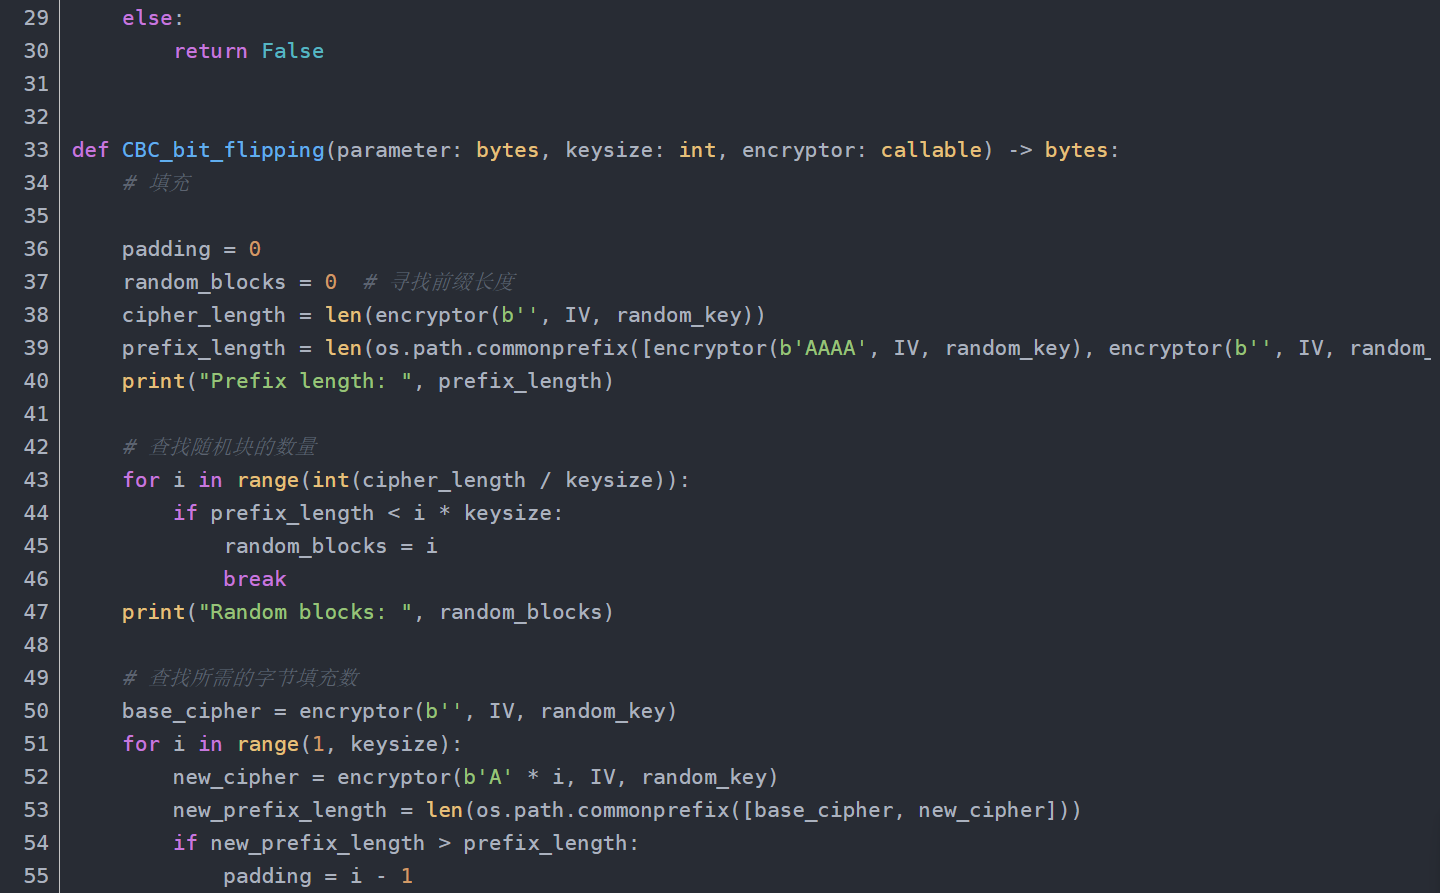 29 else:
30 return False
31
32
33 def CBC_bit_flipping(parameter: bytes, keysize: int, encryptor: callable) -> bytes:
34 # 填充
35
36 padding = 0
37 random_blocks = 0  # 寻找前缀长度
38 cipher_length = len(encryptor(b'', IV, random_key))
39 prefix_length = len(os.path.commonprefix([encryptor(b'AAAA', IV, random_key), encryptor(b'', IV, random_
40 print("Prefix length: ", prefix_length)
41
42 # 查找随机块的数量
43 for i in range(int(cipher_length / keysize)):
44 if prefix_length < i * keysize:
45 random_blocks = i
46 break
47 print("Random blocks: ", random_blocks)
48
49 # 查找所需的字节填充数
50 base_cipher = encryptor(b'', IV, random_key)
51 for i in range(1, keysize):
52 new_cipher = encryptor(b'A' * i, IV, random_key)
53 new_prefix_length = len(os.path.commonprefix([base_cipher, new_cipher]))
54 if new_prefix_length > prefix_length:
55 padding = i - 1